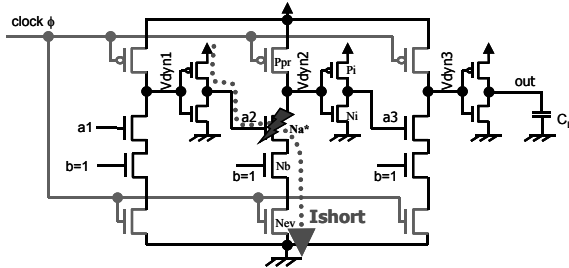 clock ϕ
Vdyn1
Vdyn2
Vdyn3
Ppr
Pi
out
a1
a2
Na*
Ni
a3
b=1
b=1
Nb
b=1
Nev
Ishort